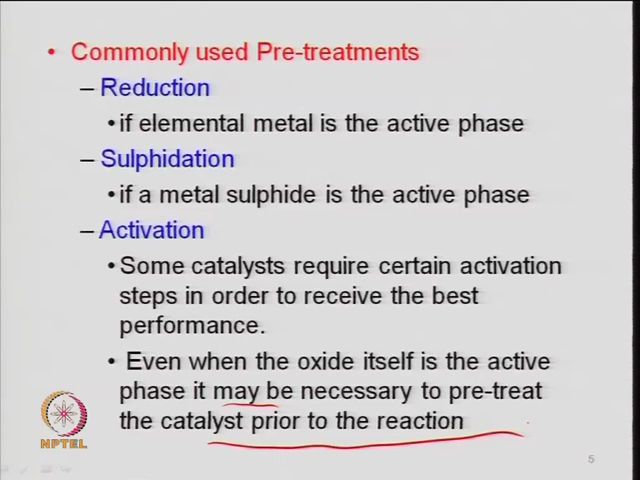 • Commonly used Pre-treatments
– Reduction
• if elemental metal is the active phase
– Sulphidation
• if a metal sulphide is the active phase
– Activation
• Some catalysts require certain activation
steps in order to receive the best
performance.
• Even when the oxide itself is the active
phase it may be necessary to pre-treat
the catalyst prior to the reaction
NPTEL
5